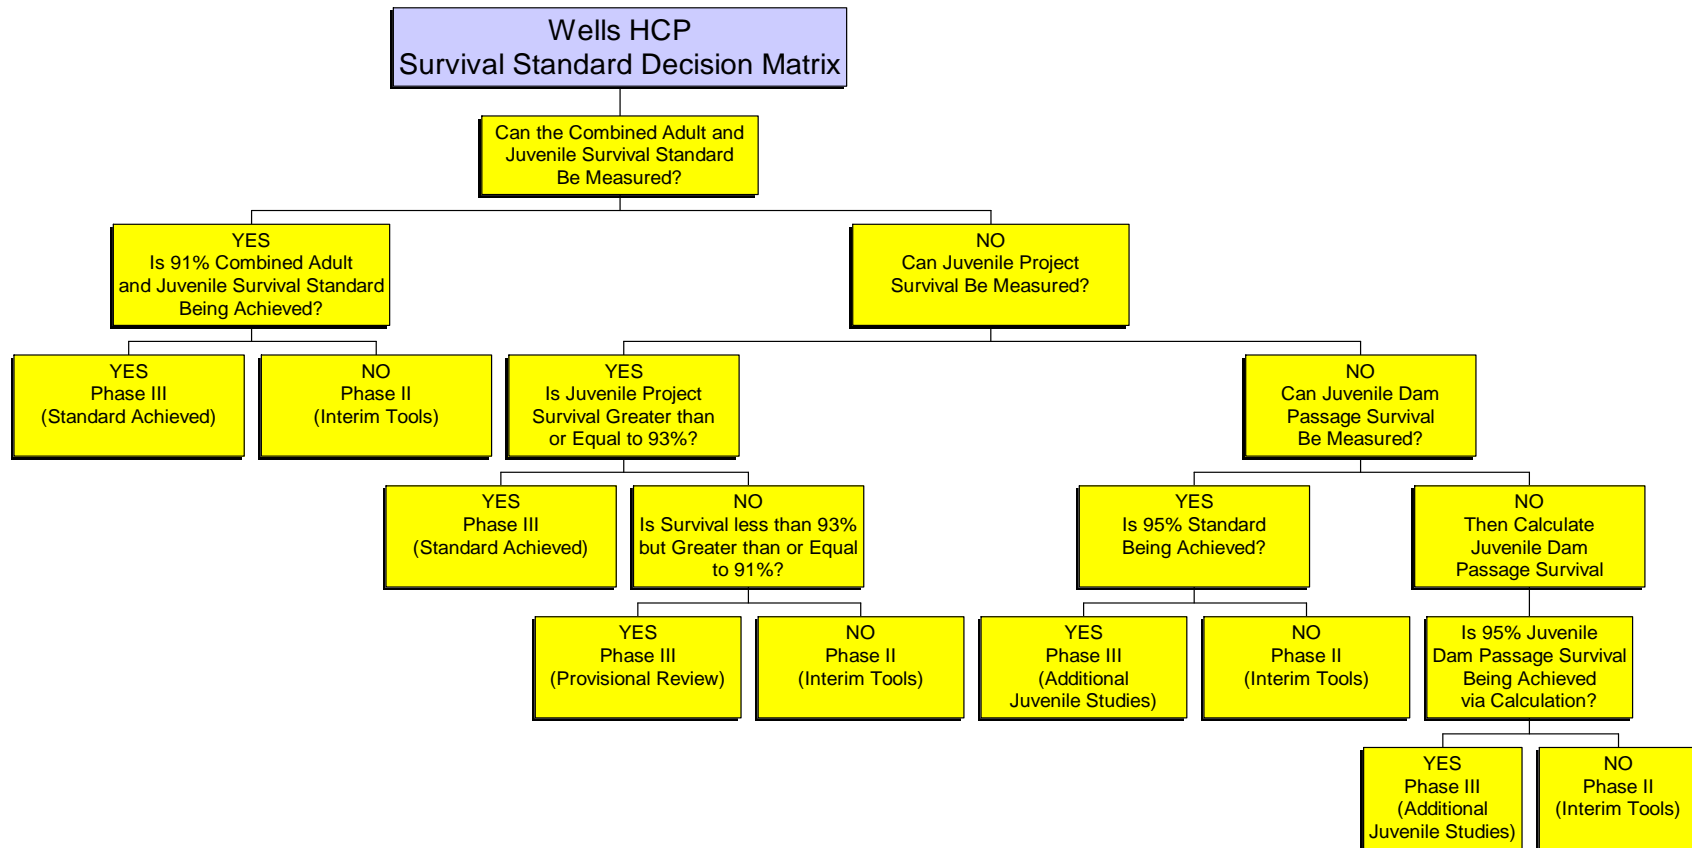 Wells HCP
Survival Standard Decision Matrix
Can the Combined Adult and
Juvenile Survival Standard
Be Measured?
YES
Is 91% Combined Adult
and Juvenile Survival Standard
Being Achieved?
NO
Can Juvenile Project
Survival Be Measured?
YES
Phase III
(Standard Achieved)
NO
Phase II
(Interim Tools)
YES
Is Juvenile Project
Survival Greater than
or Equal to 93%?
NO
Can Juvenile Dam
Passage Survival
Be Measured?
YES
Phase III
(Standard Achieved)
NO
Is Survival less than 93%
but Greater than or Equal
to 91%?
YES
Is 95% Standard
Being Achieved?
NO
Then Calculate
Juvenile Dam
Passage Survival
YES
Phase III
(Provisional Review)
NO
Phase II
(Interim Tools)
YES
Phase III
(Additional
Juvenile Studies)
NO
Phase II
(Interim Tools)
Is 95% Juvenile
Dam Passage Survival
Being Achieved
via Calculation?
YES
Phase III
(Additional
Juvenile Studies)
NO
Phase II
(Interim Tools)